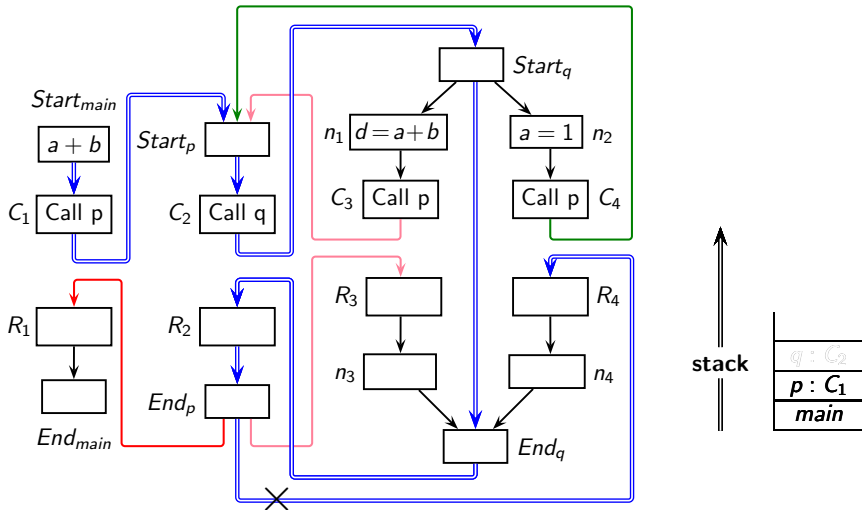 Start_q
Start_main
a + b
Start_p
n_1 d = a + b
a = 1 n_2
C_1 Call p
C_2 Call q
C_3 Call p
Call p C_4
R_1
R_2
R_3
R_4
n_3
n_4
End_main
End_p
End_q
stack
q : C_2
p : C_1
main